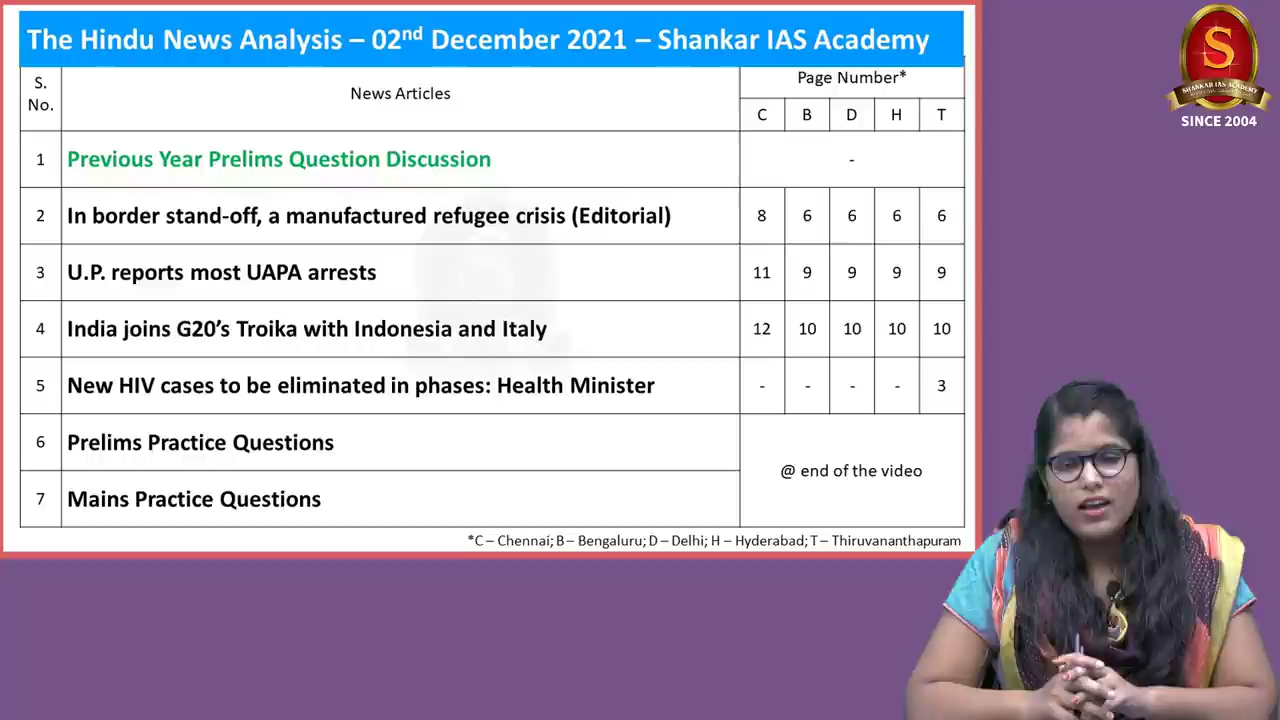 The Hindu News Analysis – 02nd December 2021 – Shankar IAS Academy
S. No. News Articles Page Number*
C B D H T
1 Previous Year Prelims Question Discussion -
2 In border stand-off, a manufactured refugee crisis (Editorial) 8 6 6 6 6
3 U.P. reports most UAPA arrests 11 9 9 9 9
4 India joins G20’s Troika with Indonesia and Italy 12 10 10 10 10
5 New HIV cases to be eliminated in phases: Health Minister - - - - 3
6 Prelims Practice Questions
@ end of the video
7 Mains Practice Questions
*C – Chennai; B – Bengaluru; D – Delhi; H – Hyderabad; T – Thiruvananthapuram
S
SHANKAR IAS ACADEMY
SINCE 2004